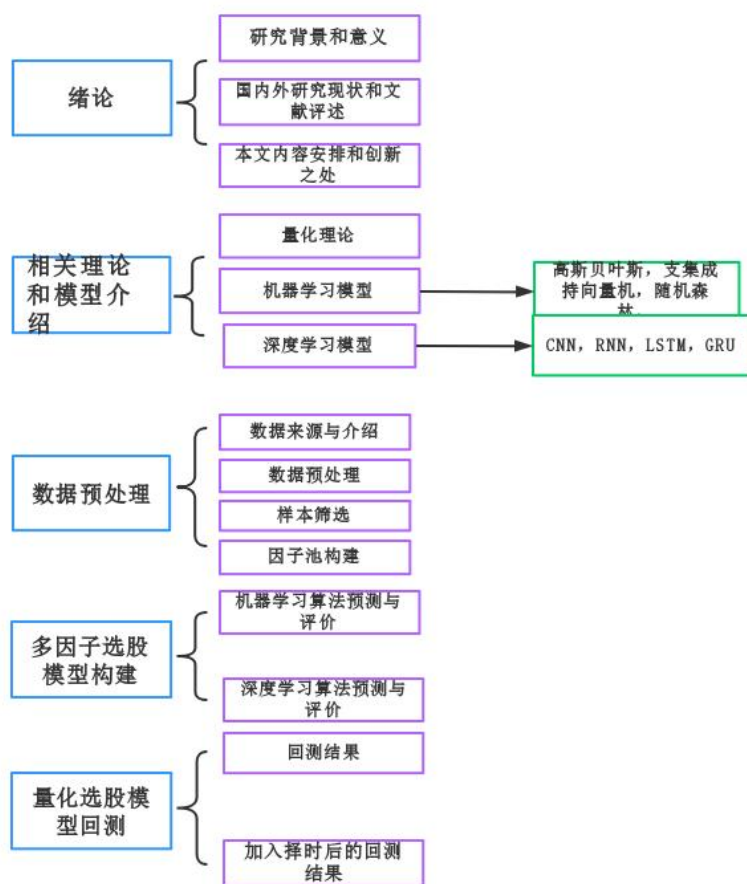 研究背景和意义
绪论
国内外研究现状和文
献评述
本文内容安排和创新
之处
相关理论
和模型介
绍
量化理论
机器学习模型
高斯贝叶斯，支集成
持向量机，随机森
林，
深度学习模型
CNN，RNN，LSTM，GRU
数据预处理
数据来源与介绍
数据预处理
样本筛选
因子池构建
多因子选股
模型构建
机器学习算法预测与
评价
深度学习算法预测与
评价
量化选股模
型回测
回测结果
加入择时后的回测
结果